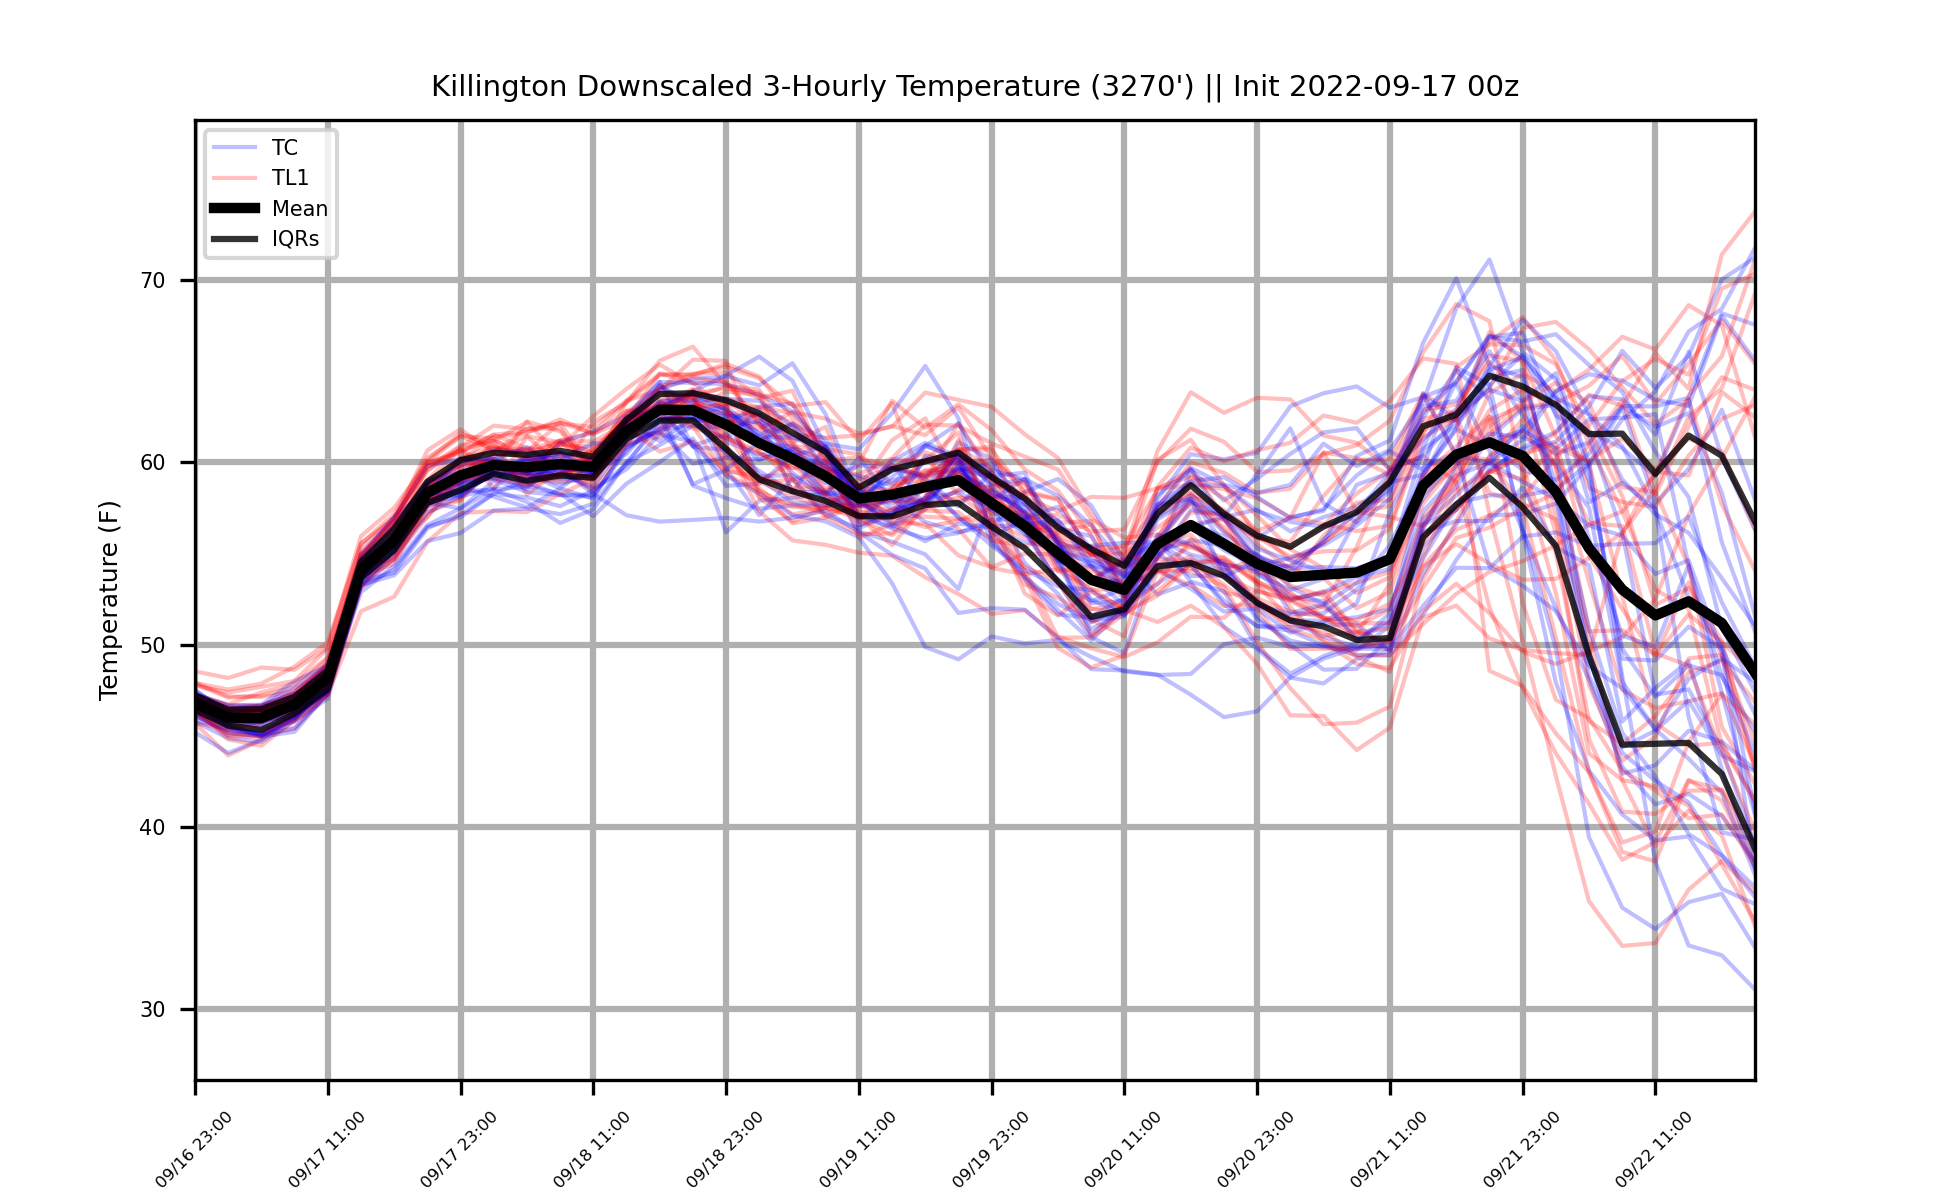 Killington Downscaled 3-Hourly Temperature (3270') || Init 2022-09-17 00z
TC
TL1
Mean
IQRs
Temperature (F)
70
60
50
40
30
09/16 23:00
09/17 11:00
09/17 23:00
09/18 11:00
09/18 23:00
09/19 11:00
09/19 23:00
09/20 11:00
09/20 23:00
09/21 11:00
09/21 23:00
09/22 11:00